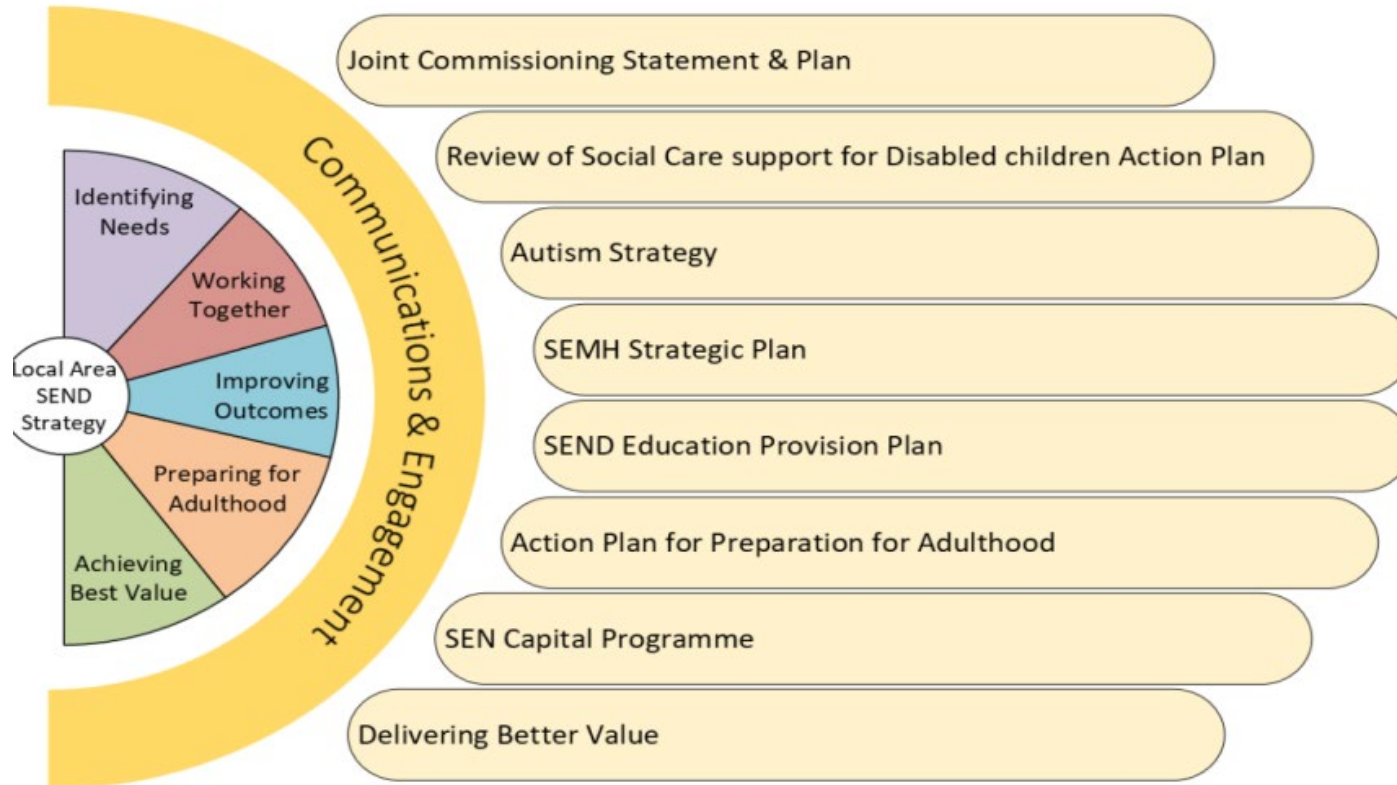 Identifying
Needs
Working
Together
Improving
Outcomes
Preparing for
Adulthood
Achieving
Best Value
Local Area
SEND
Strategy
Communications & Engagement
Joint Commissioning Statement & Plan
Review of Social Care support for Disabled children Action Plan
Autism Strategy
SEMH Strategic Plan
SEND Education Provision Plan
Action Plan for Preparation for Adulthood
SEN Capital Programme
Delivering Better Value